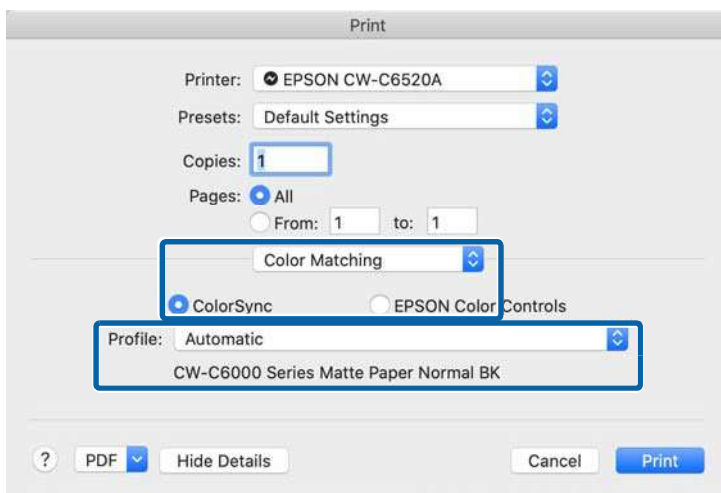 Print
Printer: EPSON CW-C6520A
Presets: Default Settings
Copies: 1
Pages: All
From: 1 to: 1
Color Matching
ColorSync EPSON Color Controls
Profile: Automatic
CW-C6000 Series Matte Paper Normal BK
? PDF Hide Details Cancel Print